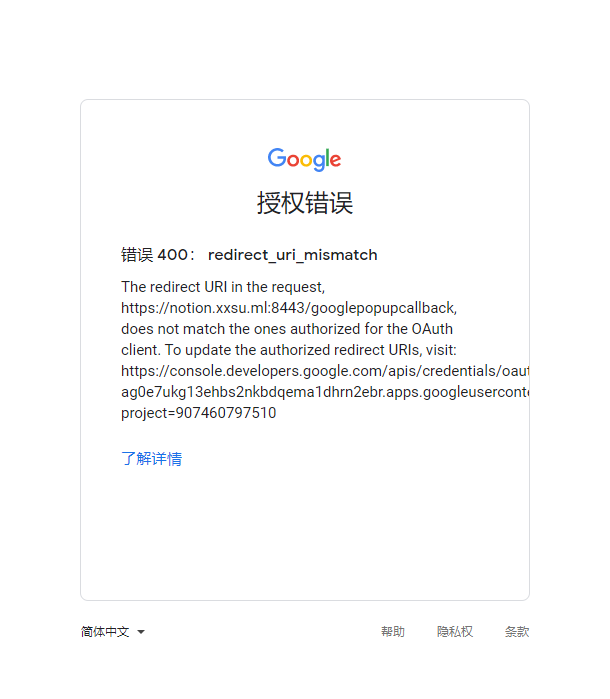 Google
授权错误
错误 400： redirect_uri_mismatch
The redirect URI in the request,
https://notion.xxsu.ml:8443/googlepopupcallback,
does not match the ones authorized for the OAuth
client. To update the authorized redirect URIs, visit:
https://console.developers.google.com/apis/credentials/oaut
ag0e7ukg13ehbs2nkbdqema1dhrn2ebr.apps.googleuserconte
project=907460797510
了解详情
简体中文 帮助 隐私权 条款